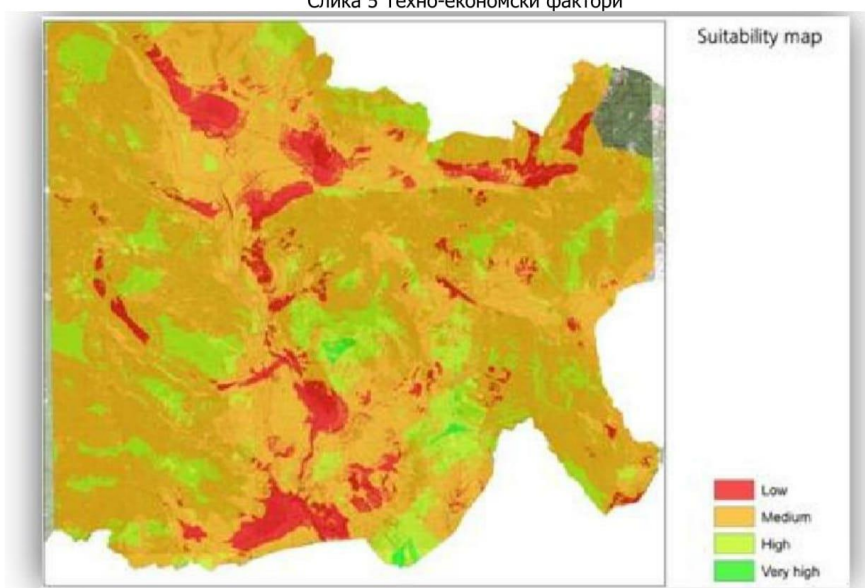 Слика 5 Техно-економски фактори
Suitability map
Low
Medium
High
Very high